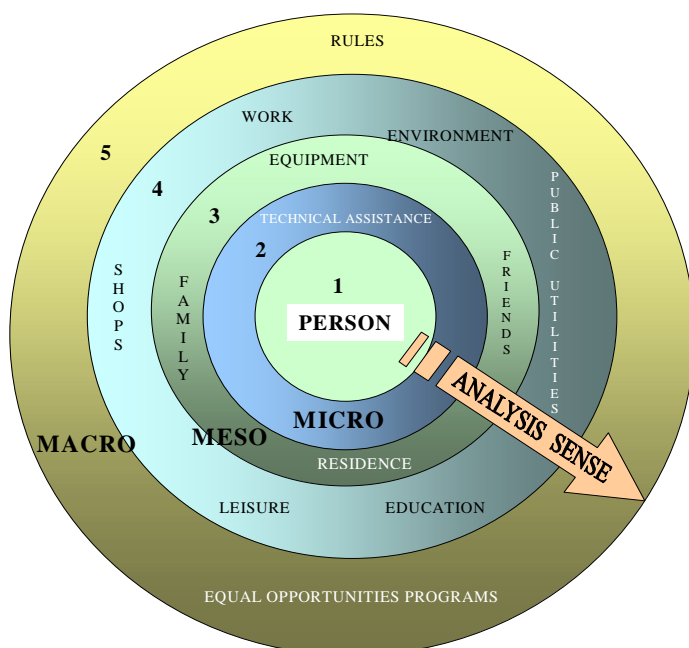 RULES
5
WORK
ENVIRONMENT
4
EQUIPMENT
PUBLIC UTILITIES
3
TECHNICAL ASSISTANCE
2
SHOPS
FAMILY
FRIENDS
1
PERSON
ANALYSIS SENSE
MICRO
MESO
MACRO
RESIDENCE
LEISURE
EDUCATION
EQUAL OPPORTUNITIES PROGRAMS